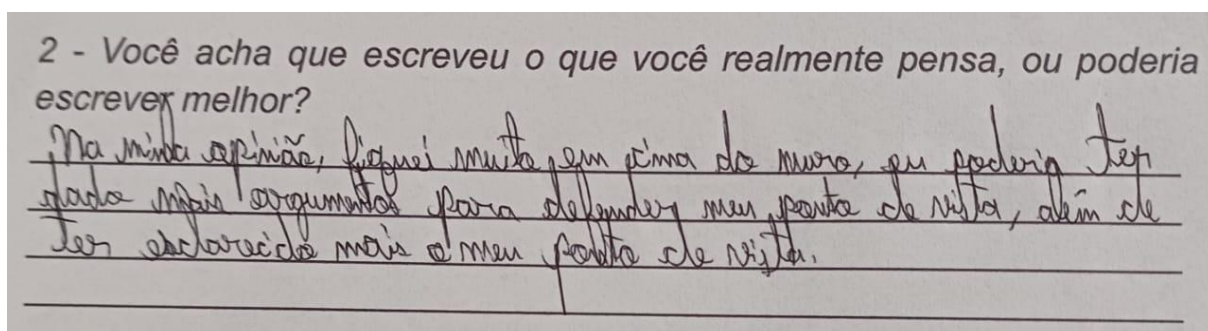 2 - Você acha que escreveu o que você realmente pensa, ou poderia
escrever melhor?
Na minha opinião, fiquei muito em cima do muro, eu poderia ter
dado mais argumentos para defender meu ponto de vista, além de
ter esclarecido mais o meu ponto de vista.